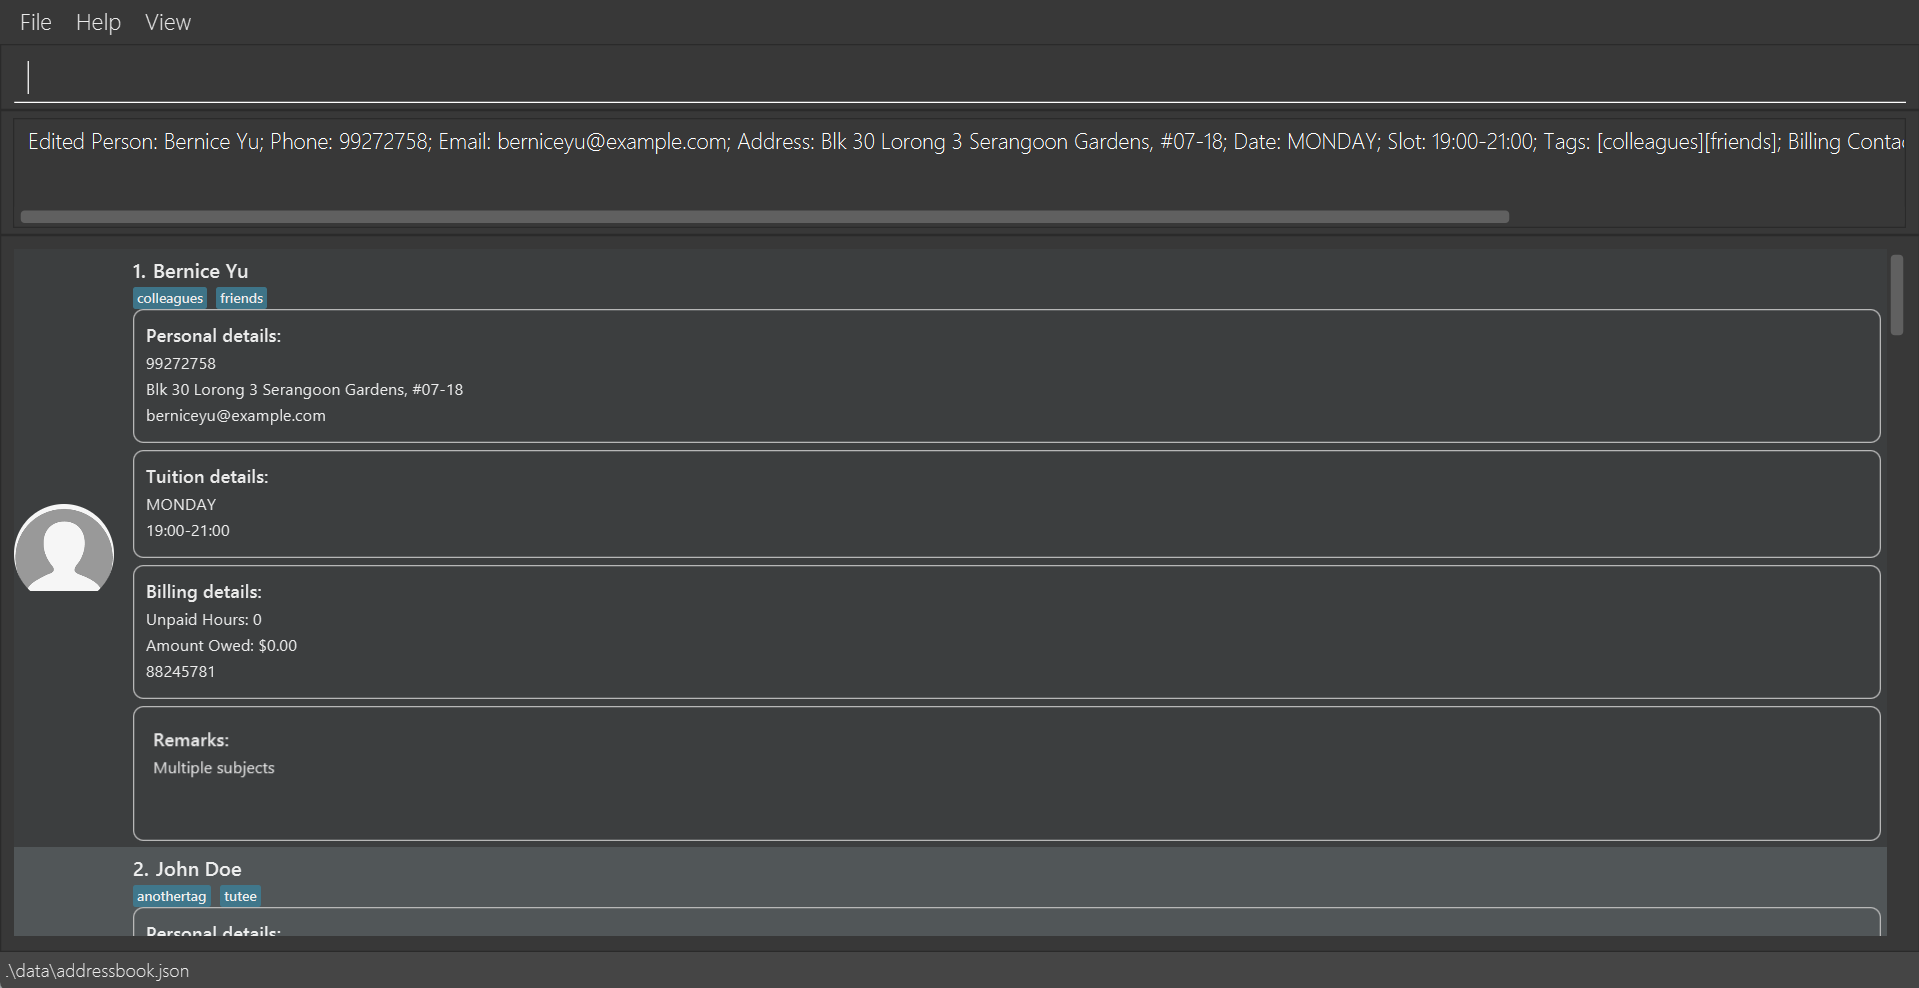 File Help View
Edited Person: Bernice Yu; Phone: 99272758; Email: berniceyu@example.com; Address: Blk 30 Lorong 3 Serangoon Gardens, #07-18; Date: MONDAY; Slot: 19:00-21:00; Tags: [colleagues][friends]; Billing
1. Bernice Yu
colleagues friends
Personal details:
99272758
Blk 30 Lorong 3 Serangoon Gardens, #07-18
berniceyu@example.com
Tuition details:
MONDAY
19:00-21:00
Billing details:
Unpaid Hours: 0
Amount Owed: $0.00
88245781
Remarks:
Multiple subjects
2. John Doe
anothertag tutee
Personal details:
.\data\addressbook.json